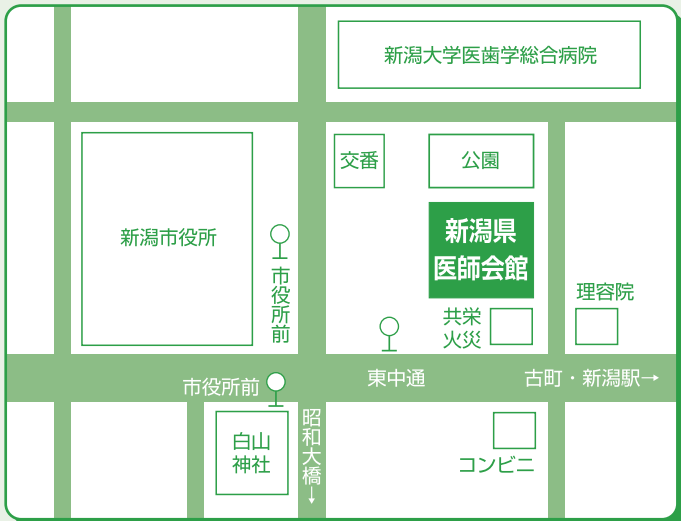 新潟大学医歯学総合病院
交番
公園
新潟市役所
新潟県
医師会館
市役所前
理容院
共栄
火災
市役所前
東中通
古町・新潟駅→
白山
神社
昭和大橋→
コンビニ